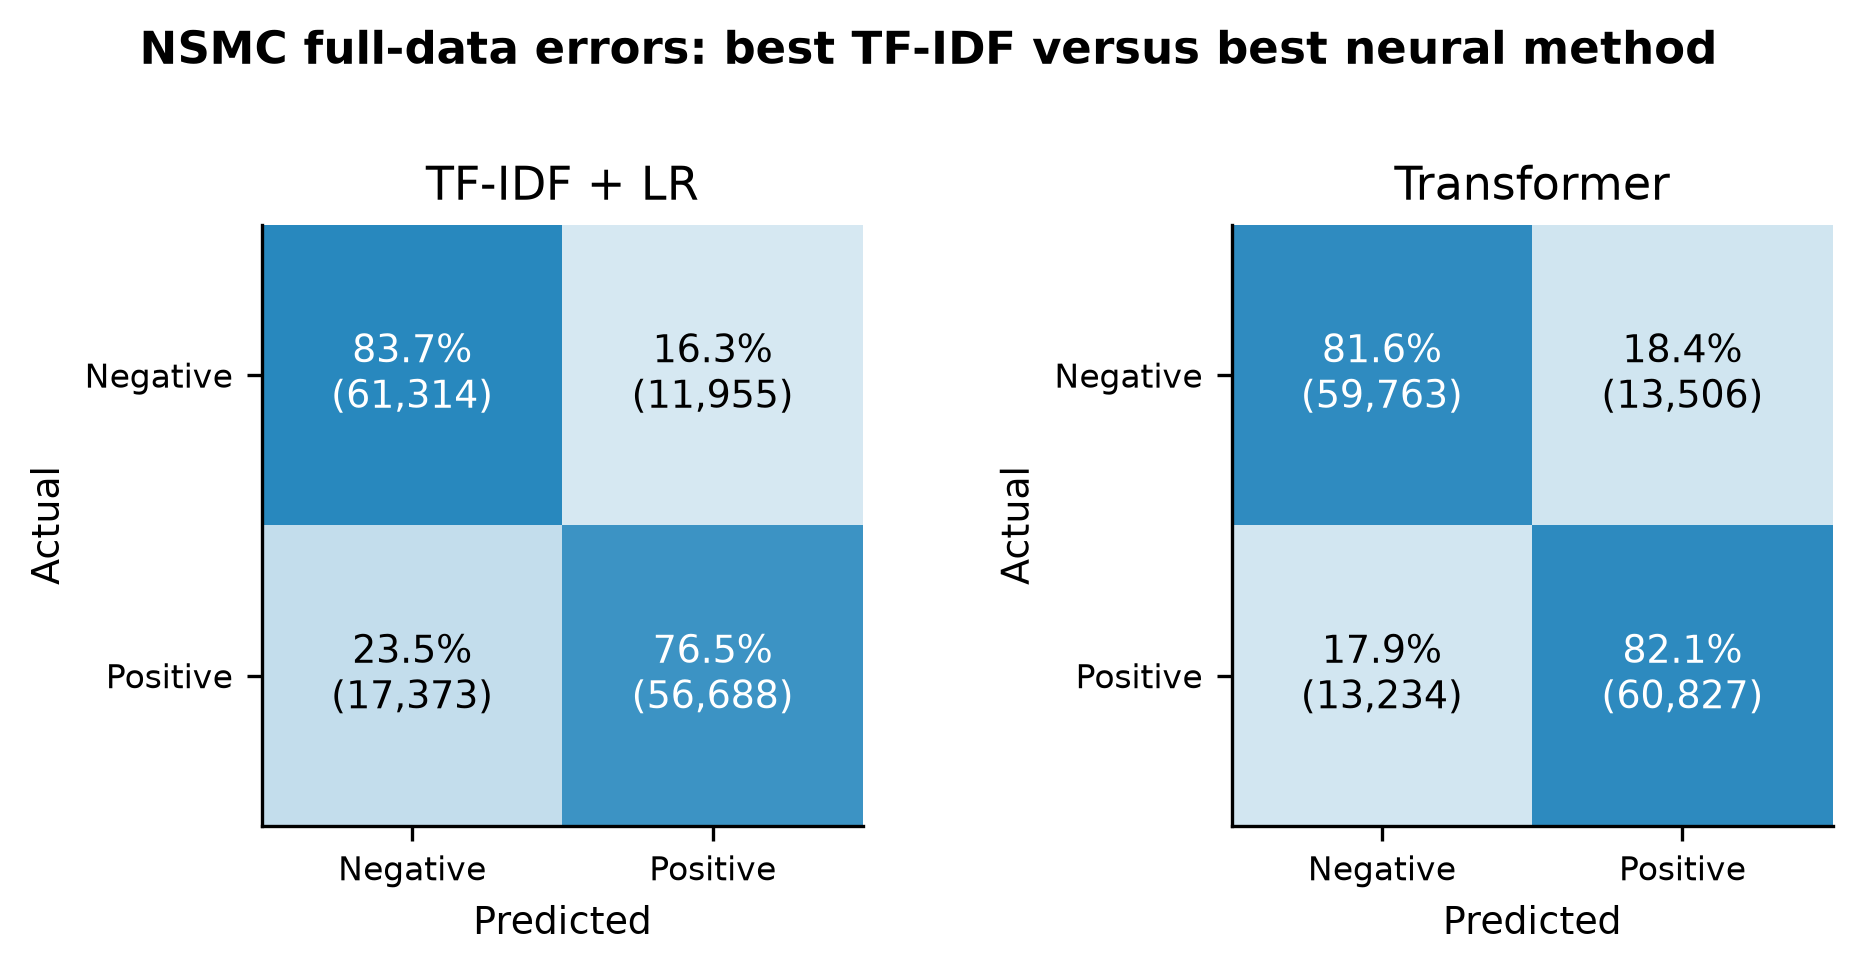 NSMC full-data errors: best TF-IDF versus best neural method
TF-IDF + LR
Actual
Negative
83.7%
(61,314)
16.3%
(11,955)
Positive
23.5%
(17,373)
76.5%
(56,688)
Negative
Positive
Predicted
Transformer
Actual
Negative
81.6%
(59,763)
18.4%
(13,506)
Positive
17.9%
(13,234)
82.1%
(60,827)
Negative
Positive
Predicted